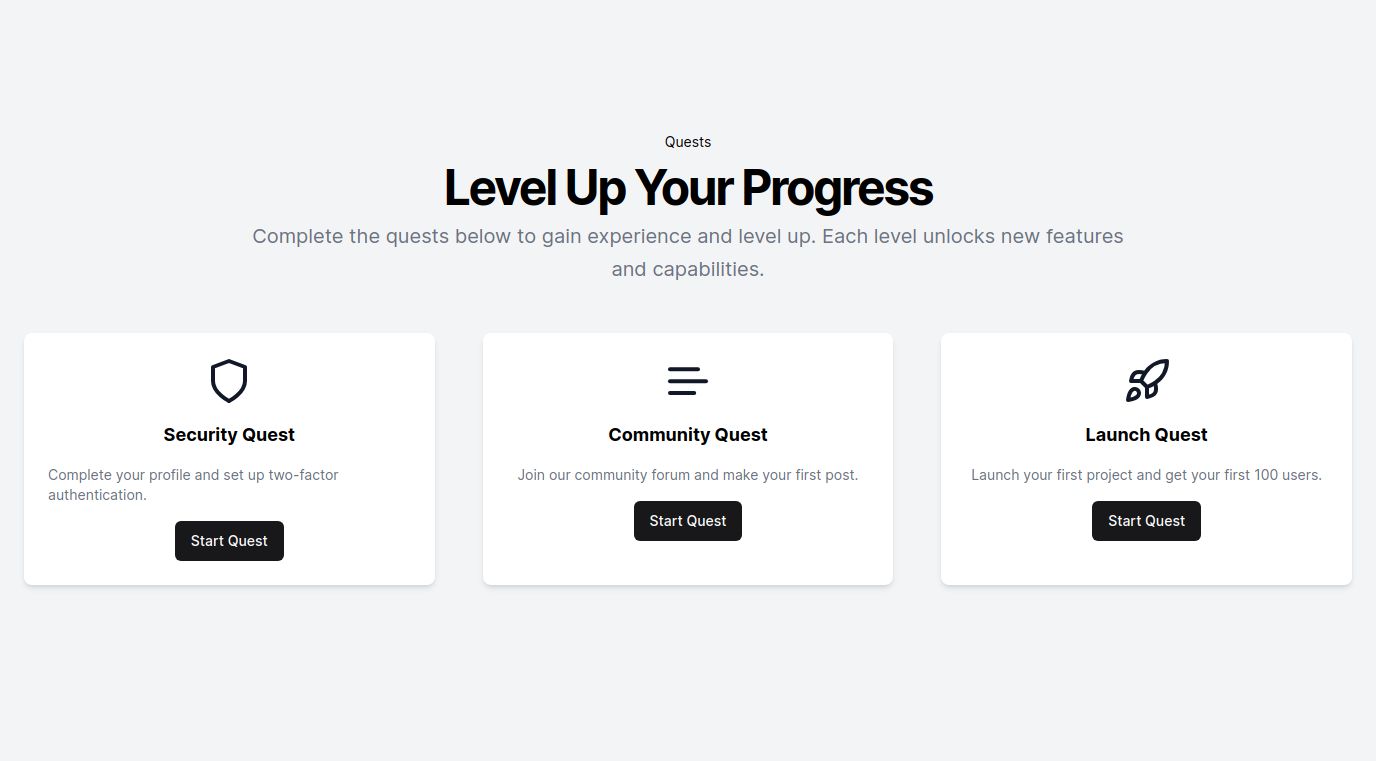 Quests
Level Up Your Progress
Complete the quests below to gain experience and level up. Each level unlocks new features
and capabilities.
Security Quest
Complete your profile and set up two-factor
authentication.
Start Quest
Community Quest
Join our community forum and make your first post.
Start Quest
Launch Quest
Launch your first project and get your first 100 users.
Start Quest